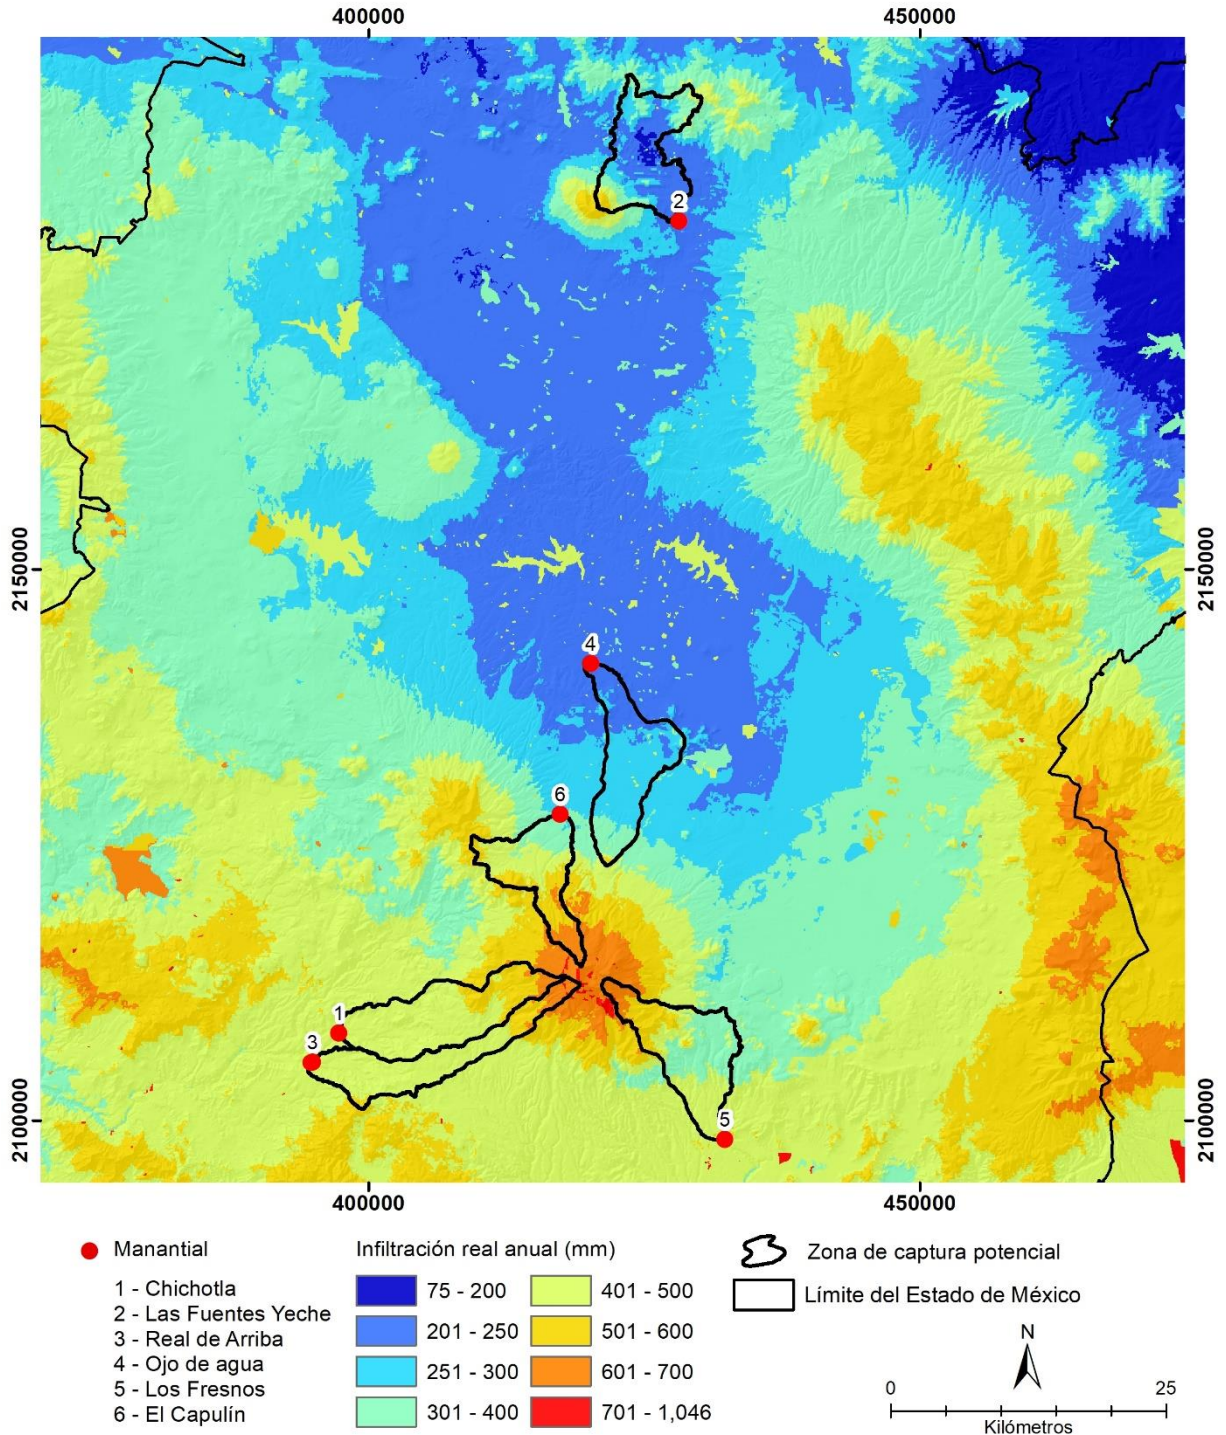 400000
450000
2
2150000
2150000
4
6
1
3
5
2100000
2100000
400000
450000
Manantial
1 - Chichotla
2 - Las Fuentes Yeche
3 - Real de Arriba
4 - Ojo de agua
5 - Los Fresnos
6 - El Capulín
Infiltración real anual (mm)
75 - 200
201 - 250
251 - 300
301 - 400
401 - 500
501 - 600
601 - 700
701 - 1,046
Zona de captura potencial
Límite del Estado de México
N
0 25
Kilómetros